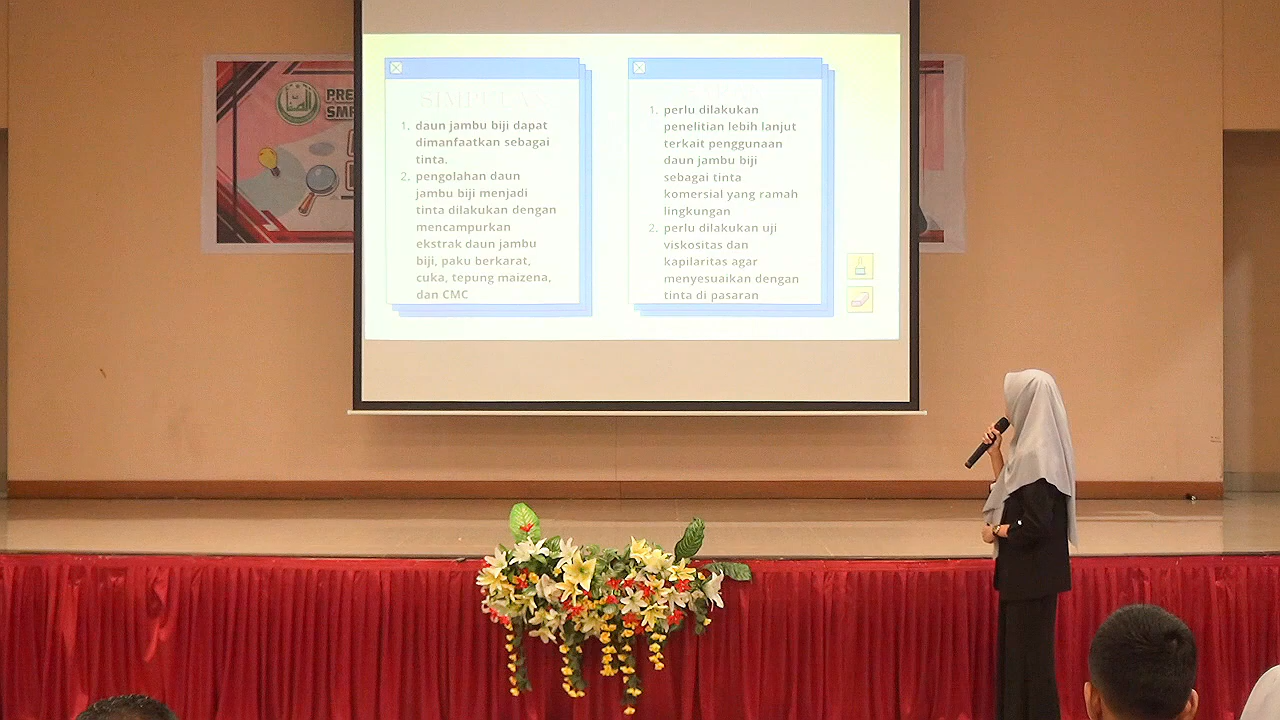 PRE
SMP
SIMPULAN
1. daun jambu biji dapat
dimanfaatkan sebagai
tinta.
2. pengolahan daun
jambu biji menjadi
tinta dilakukan dengan
mencampurkan
ekstrak daun jambu
biji, paku berkarat,
cuka, tepung maizena,
dan CMC
1. perlu dilakukan
penelitian lebih lanjut
terkait penggunaan
daun jambu biji
sebagai tinta
komersial yang ramah
lingkungan
2. perlu dilakukan uji
viskositas dan
kapilaritas agar
menyesuaikan dengan
tinta di pasaran